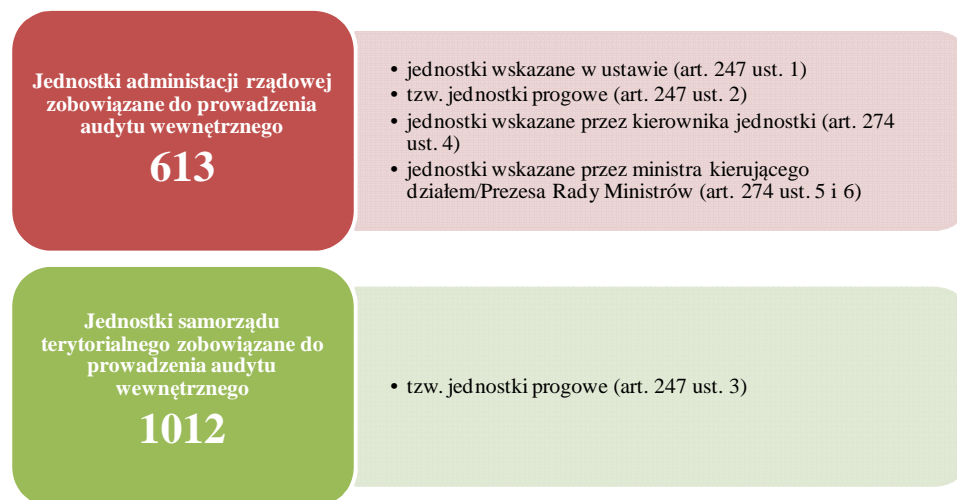 Jednostki administacji rządowej
zobowiązane do prowadzenia
audytu wewnętrznego
613
• jednostki wskazane w ustawie (art. 247 ust. 1)
• tzw. jednostki progowe (art. 247 ust. 2)
• jednostki wskazane przez kierownika jednostki (art. 274
ust. 4)
• jednostki wskazane przez ministra kierującego
działem/Prezesa Rady Ministrów (art. 274 ust. 5 i 6)
Jednostki samorządu
terytorialnego zobowiązane do
prowadzenia audytu
wewnętrznego
1012
• tzw. jednostki progowe (art. 247 ust. 3)